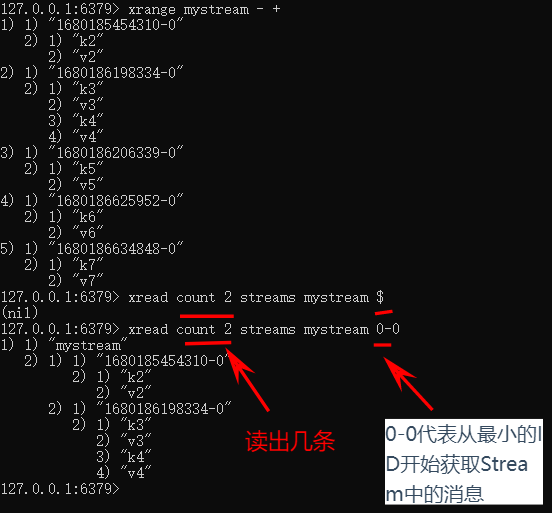 127.0.0.1:6379> xrange mystream - +
1) 1) "1680185454310-0"
   2) 1) "k2"
      2) "v2"
2) 1) "1680186198334-0"
   2) 1) "k3"
      2) "v3"
      3) "k4"
      4) "v4"
3) 1) "1680186206339-0"
   2) 1) "k5"
      2) "v5"
4) 1) "1680186625952-0"
   2) 1) "k6"
      2) "v6"
5) 1) "1680186634848-0"
   2) 1) "k7"
      2) "v7"
127.0.0.1:6379> xread count 2 streams mystream $
(nil)
127.0.0.1:6379> xread count 2 streams mystream 0-0
1) 1) "mystream"
   2) 1) 1) "1680185454310-0"
         2) 1) "k2"
            2) "v2"
      2) 1) "1680186198334-0"
         2) 1) "k3"
            2) "v3"
            3) "k4"
            4) "v4"
127.0.0.1:6379>
读出几条
0-0代表从最小的I
D开始获取Strea
m中的消息